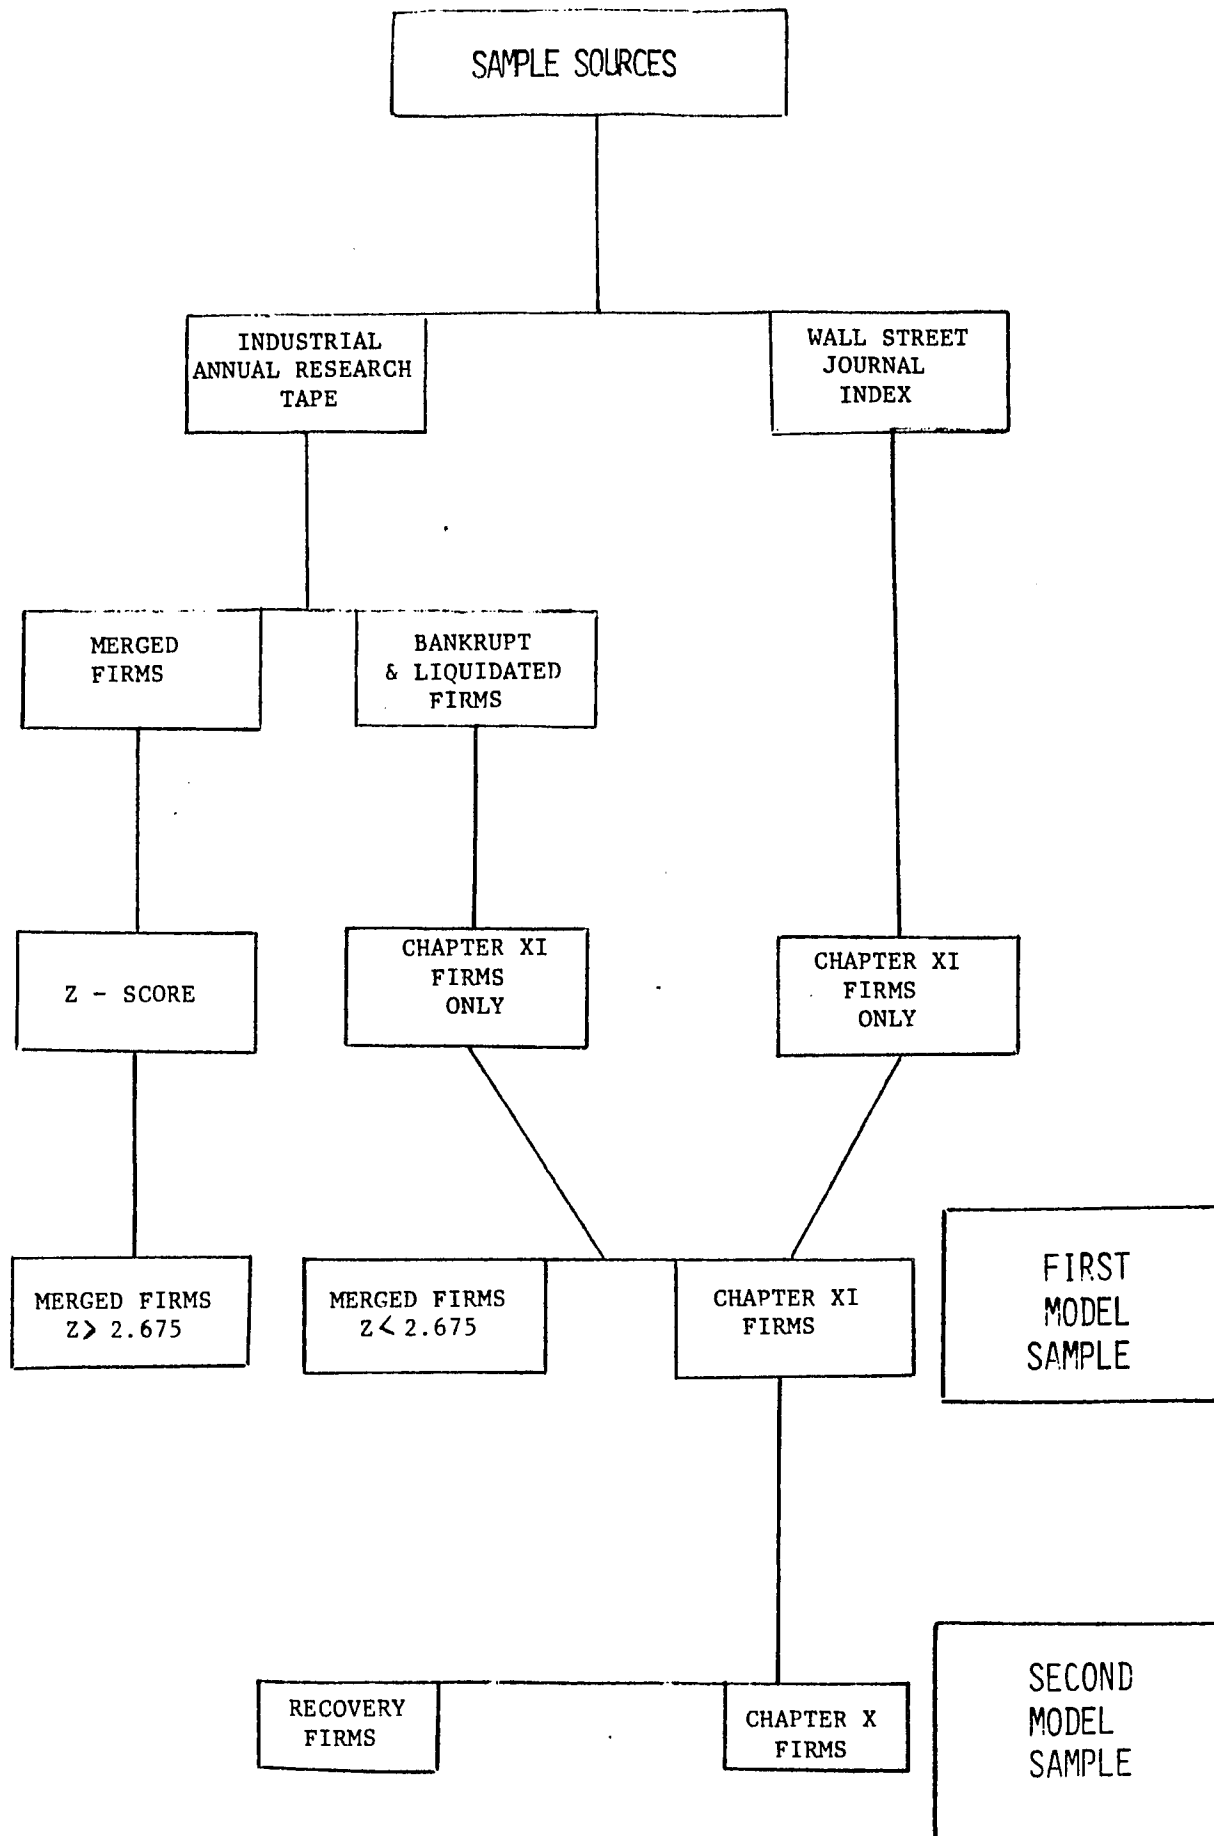 SAMPLE SOURCES
INDUSTRIAL
ANNUAL RESEARCH
TAPE
WALL STREET
JOURNAL
INDEX
MERGED
FIRMS
BANKRUPT
& LIQUIDATED
FIRMS
Z - SCORE
CHAPTER XI
FIRMS
ONLY
CHAPTER XI
FIRMS
ONLY
MERGED FIRMS
Z > 2.675
MERGED FIRMS
Z < 2.675
CHAPTER XI
FIRMS
FIRST
MODEL
SAMPLE
RECOVERY
FIRMS
CHAPTER X
FIRMS
SECOND
MODEL
SAMPLE